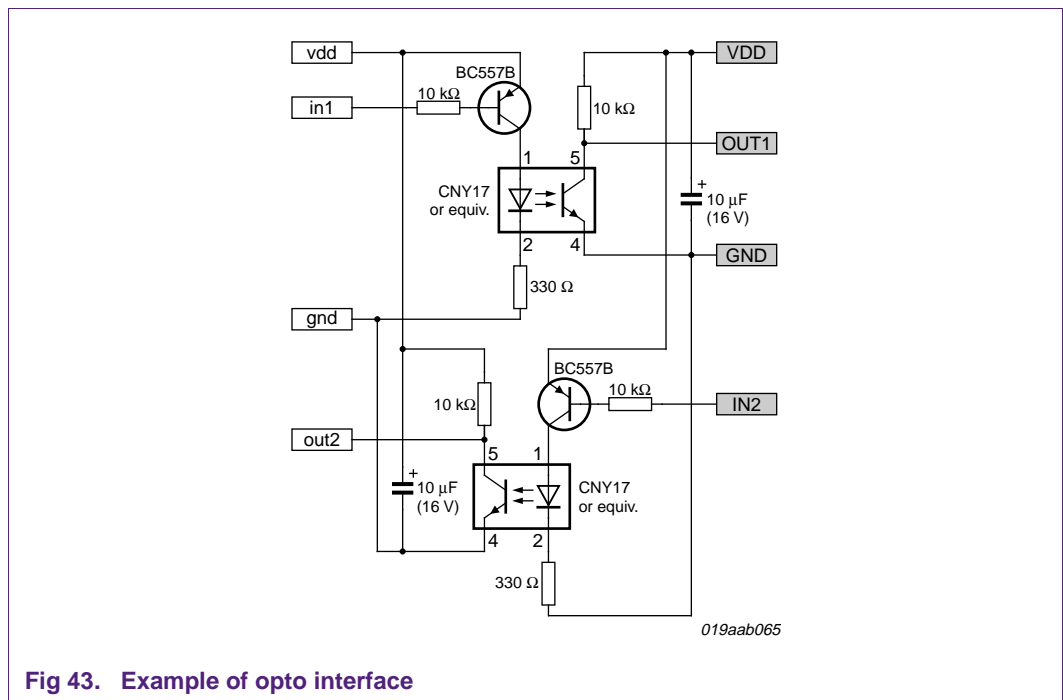 vdd
VDD
BC557B
10 kΩ
in1
10 kΩ
OUT1
1
5
CNY17
or equiv.
+
10 μF
(16 V)
2
4
GND
330 Ω
gnd
BC557B
10 kΩ
10 kΩ
IN2
out2
5
1
+
10 μF
(16 V)
CNY17
or equiv.
4
2
330 Ω
019aab065
Fig 43. Example of opto interface